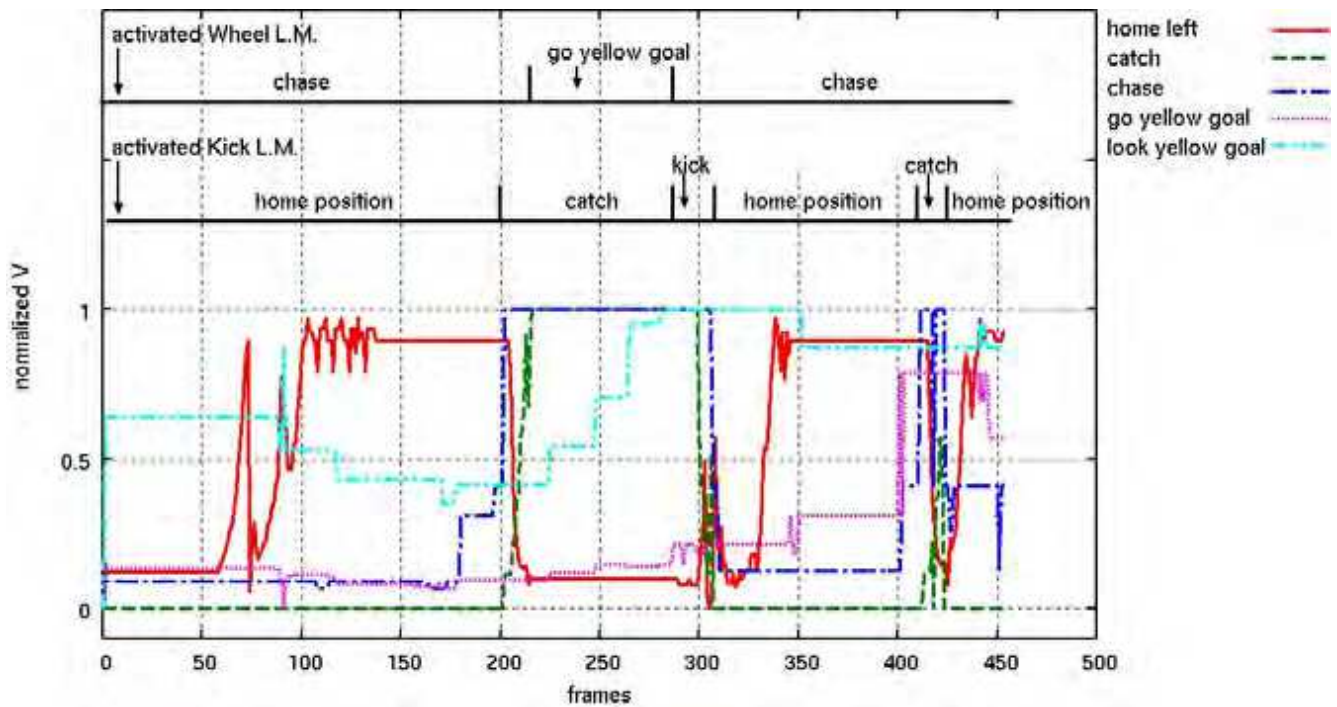 activated Wheel L.M.
go yellow goal
chase
chase
activated Kick L.M.
kick
catch
home position
catch
home position
home position
home left
catch
chase
go yellow goal
look yellow goal
normalized V
1
0.5
0
0
50
100
150
200
250
300
350
400
450
500
frames